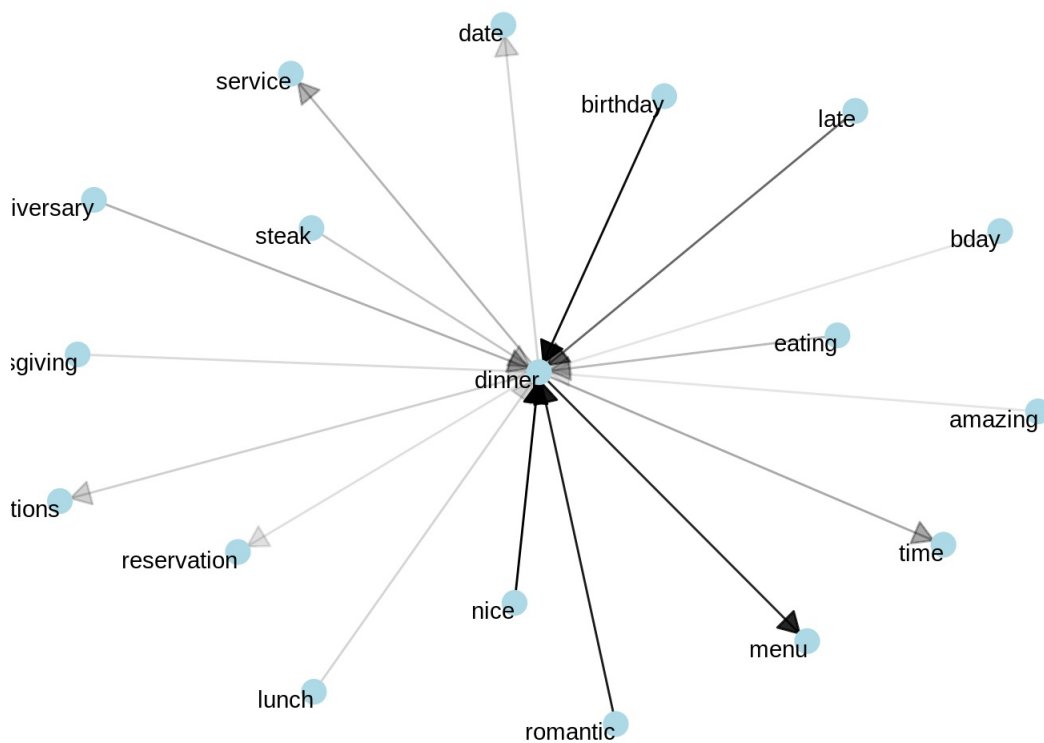 date
service
birthday
late
iversary
steak
bday
eating
sgiving
dinner
amazing
tions
reservation
time
nice
menu
lunch
romantic